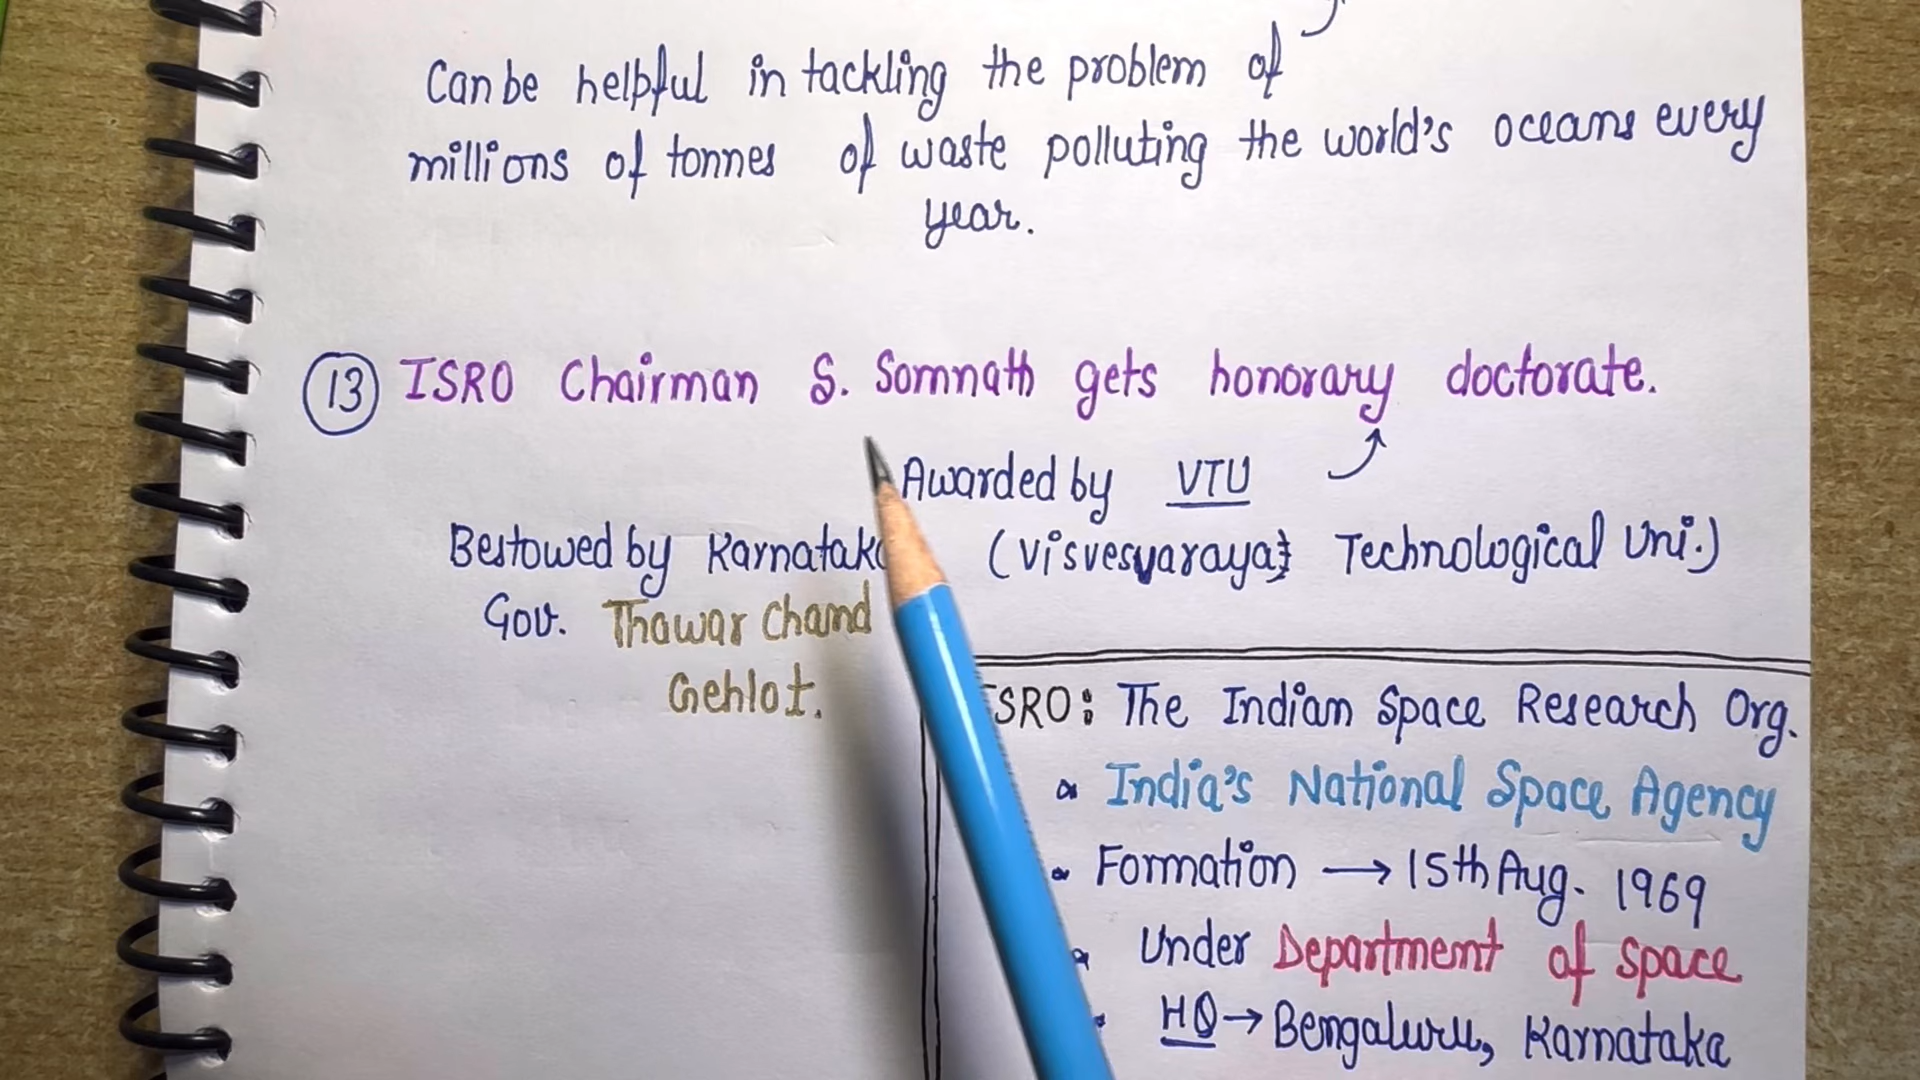 Can be helpful in tackling the problem of
millions of tonnes of waste polluting the world's oceans every
year.
13 ISRO Chairman S. Somnath gets honorary doctorate.
Awarded by VTU
(Visvesvaraya Technological Uni.)
Bestowed by Karnataka
Gov. Thawar Chand
Gehlot.
ISRO: The Indian Space Research Org.
India's National Space Agency
Formation → 15th Aug. 1969
Under Department of Space
HQ → Bengaluru, Karnataka